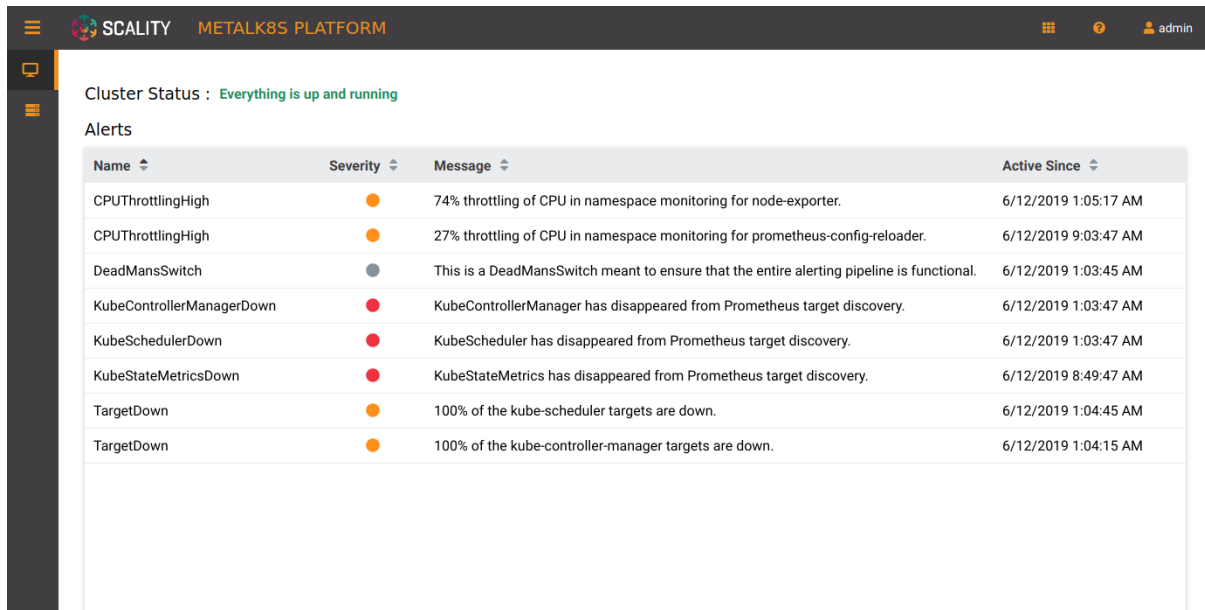 SCALITY METALK8S PLATFORM admin
Cluster Status : Everything is up and running
Alerts
Name Severity Message Active Since
CPUThrottlingHigh 74% throttling of CPU in namespace monitoring for node-exporter. 6/12/2019 1:05:17 AM
CPUThrottlingHigh 27% throttling of CPU in namespace monitoring for prometheus-config-reloader. 6/12/2019 9:03:47 AM
DeadMansSwitch This is a DeadMansSwitch meant to ensure that the entire alerting pipeline is functional. 6/12/2019 1:03:45 AM
KubeControllerManagerDown KubeControllerManager has disappeared from Prometheus target discovery. 6/12/2019 1:03:47 AM
KubeSchedulerDown KubeScheduler has disappeared from Prometheus target discovery. 6/12/2019 1:03:47 AM
KubeStateMetricsDown KubeStateMetrics has disappeared from Prometheus target discovery. 6/12/2019 8:49:47 AM
TargetDown 100% of the kube-scheduler targets are down. 6/12/2019 1:04:45 AM
TargetDown 100% of the kube-controller-manager targets are down. 6/12/2019 1:04:15 AM